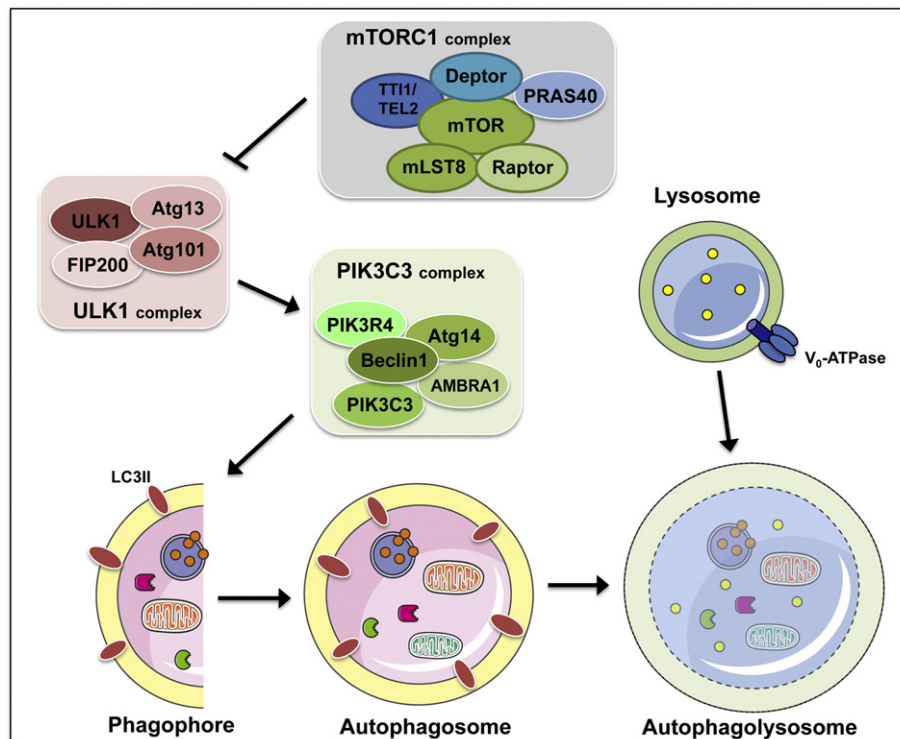 mTORC1 complex
Deptor
TTI1/
TEL2
PRAS40
mTOR
mLST8
Raptor
ULK1
Atg13
FIP200
Atg101
ULK1 complex
PIK3C3 complex
PIK3R4
Atg14
Beclin1
AMBRA1
PIK3C3
Lysosome
V₀-ATPase
LC3II
Phagophore
Autophagosome
Autophagolysosome